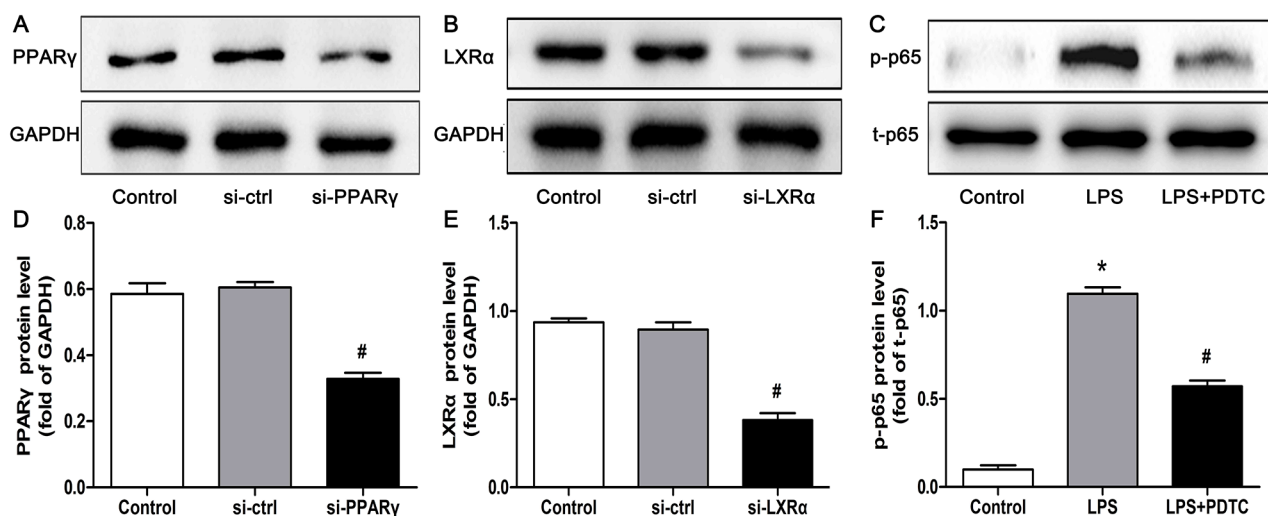 A
PPARγ
GAPDH
Control si-ctrl si-PPARγ
B
LXRα
GAPDH
Control si-ctrl si-LXRα
C
p-p65
t-p65
Control LPS LPS+PDTC
D
PPARγ protein level
(fold of GAPDH)
0.8
0.6
0.4
0.2
0.0
#
Control si-ctrl si-PPARγ
E
LXRα protein level
(fold of GAPDH)
1.5
1.0
0.5
0.0
#
Control si-ctrl si-LXRα
F
p-p65 protein level
(fold of t-p65)
1.5
1.0
0.5
0.0
*
#
Control LPS LPS+PDTC